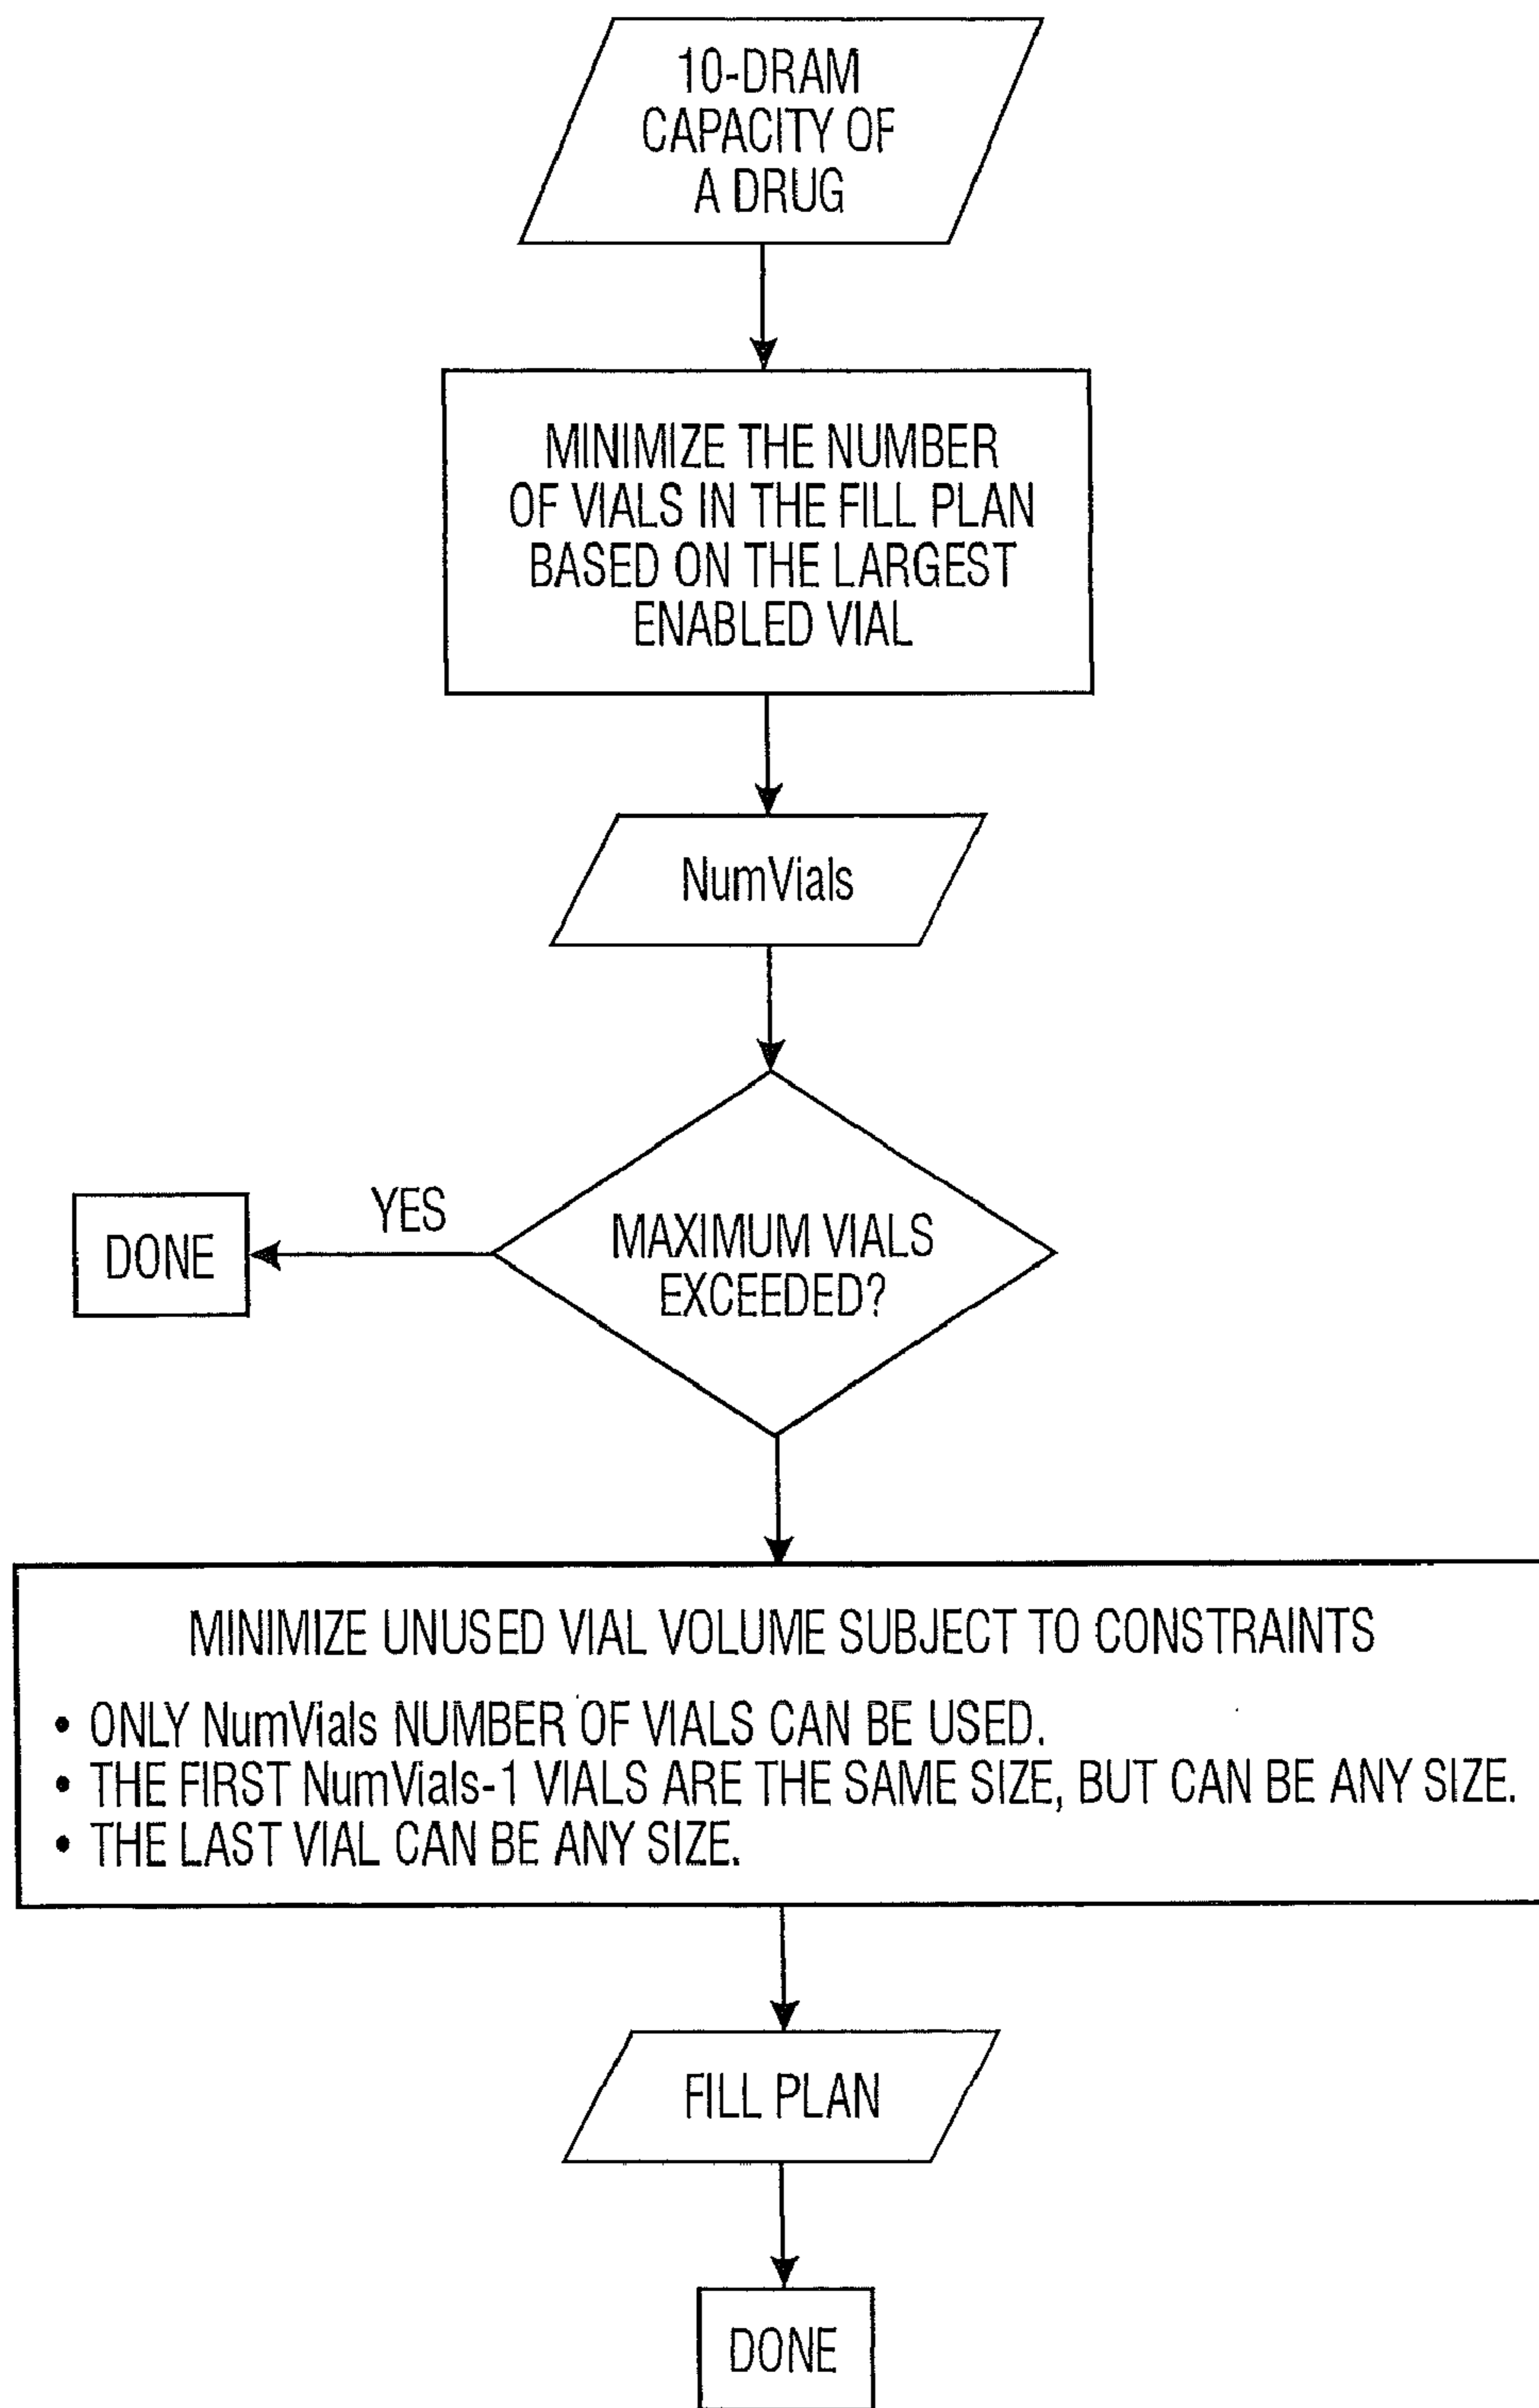 10-DRAM
CAPACITY OF
A DRUG
MINIMIZE THE NUMBER
OF VIALS IN THE FILL PLAN
BASED ON THE LARGEST
ENABLED VIAL
NumVials
MAXIMUM VIALS
EXCEEDED?
YES
DONE
MINIMIZE UNUSED VIAL VOLUME SUBJECT TO CONSTRAINTS
• ONLY NumVials NUMBER OF VIALS CAN BE USED.
• THE FIRST NumVials-1 VIALS ARE THE SAME SIZE, BUT CAN BE ANY SIZE.
• THE LAST VIAL CAN BE ANY SIZE.
FILL PLAN
DONE